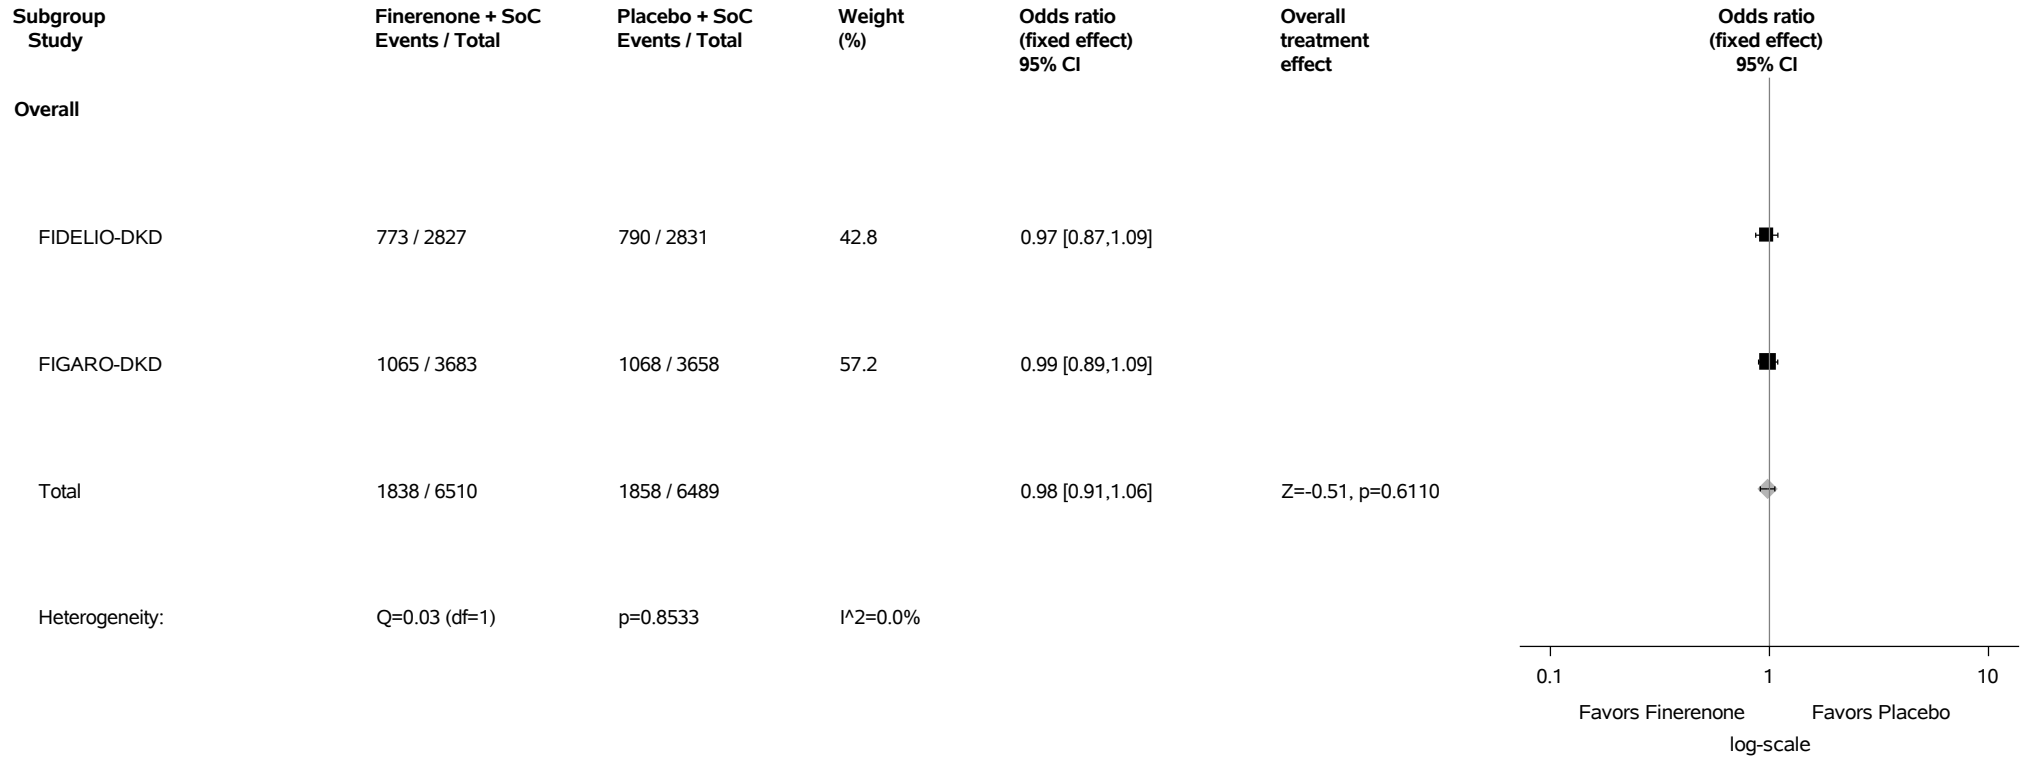 Subgroup Finerenone + SoC Placebo + SoC Weight Odds ratio Overall Odds ratio
Study Events / Total Events / Total (%) (fixed effect) treatment (fixed effect)
95% CI effect 95% CI
Overall
FIDELIO-DKD 773 / 2827 790 / 2831 42.8 0.97 [0.87,1.09]
FIGARO-DKD 1065 / 3683 1068 / 3658 57.2 0.99 [0.89,1.09]
Total 1838 / 6510 1858 / 6489 0.98 [0.91,1.06] Z=-0.51, p=0.6110
Heterogeneity: Q=0.03 (df=1) p=0.8533 I^2=0.0%
0.1 1 10
Favors Finerenone Favors Placebo
log-scale